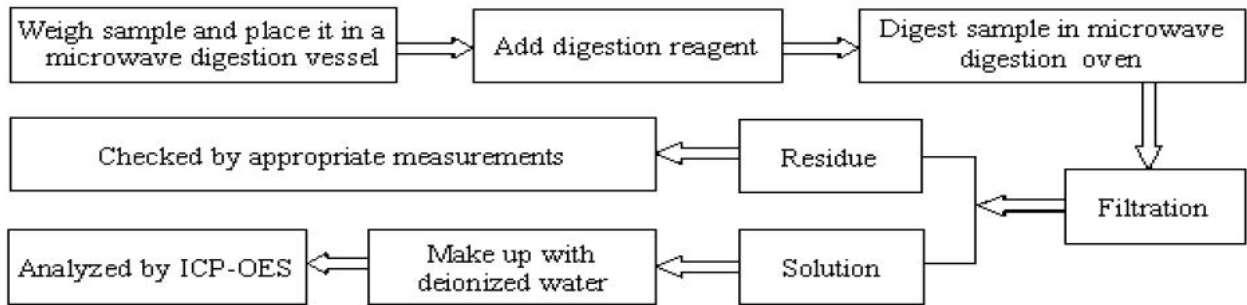 Weigh sample and place it in a
microwave digestion vessel
Add digestion reagent
Digest sample in microwave
digestion oven
Filtration
Residue
Checked by appropriate measurements
Solution
Make up with
deionized water
Analyzed by ICP-OES